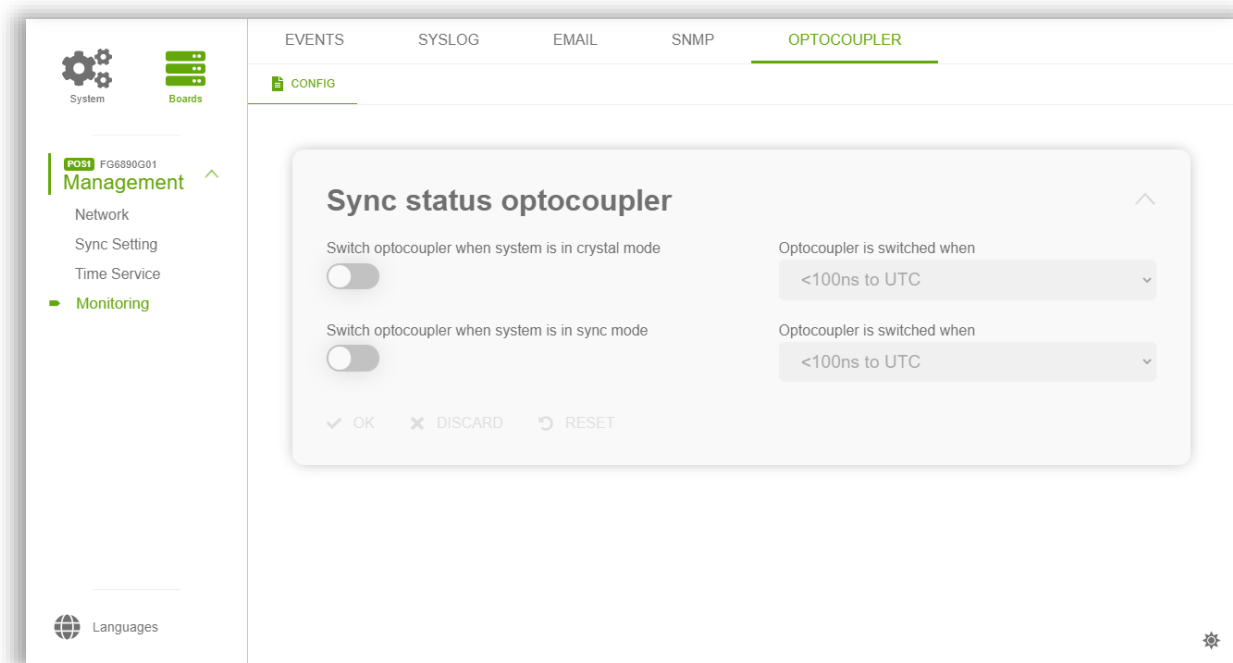 EVENTS SYSLOG EMAIL SNMP OPTOCOUPLER
System Boards
CONFIG
POS1 FG6890G01
Management
Network
Sync Setting
Time Service
Monitoring
Sync status optocoupler
Switch optocoupler when system is in crystal mode Optocoupler is switched when
<100ns to UTC
Switch optocoupler when system is in sync mode Optocoupler is switched when
<100ns to UTC
OK DISCARD RESET
Languages